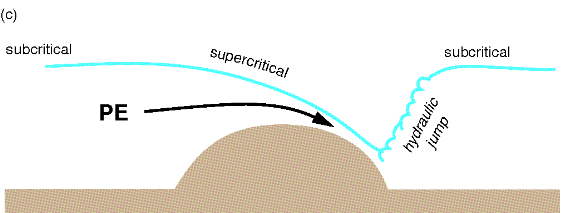 (c)
subcritical
supercritical
subcritical
PE
hydraulic
jump